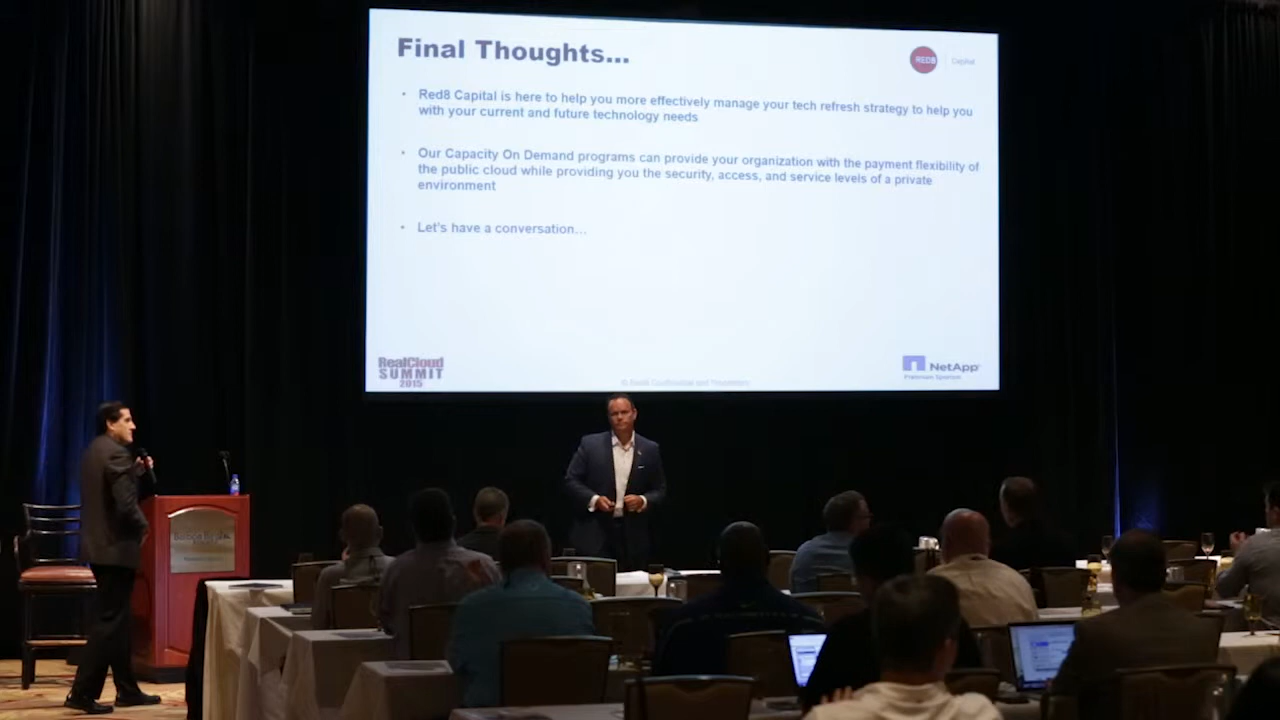 Final Thoughts...
RED8 Capital
• Red8 Capital is here to help you more effectively manage your tech refresh strategy to help you
with your current and future technology needs
• Our Capacity On Demand programs can provide your organization with the payment flexibility of
the public cloud while providing you the security, access, and service levels of a private
environment
• Let's have a conversation...
RealCloud
SUMMIT
2015
NetApp
Platinum Sponsor